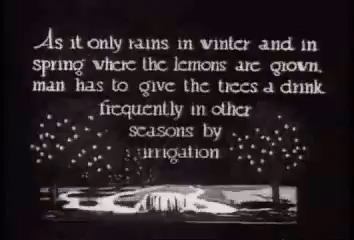 As it only rains in winter and in
spring where the lemons are grown,
man has to give the trees a drink
frequently in other
seasons by
irrigation